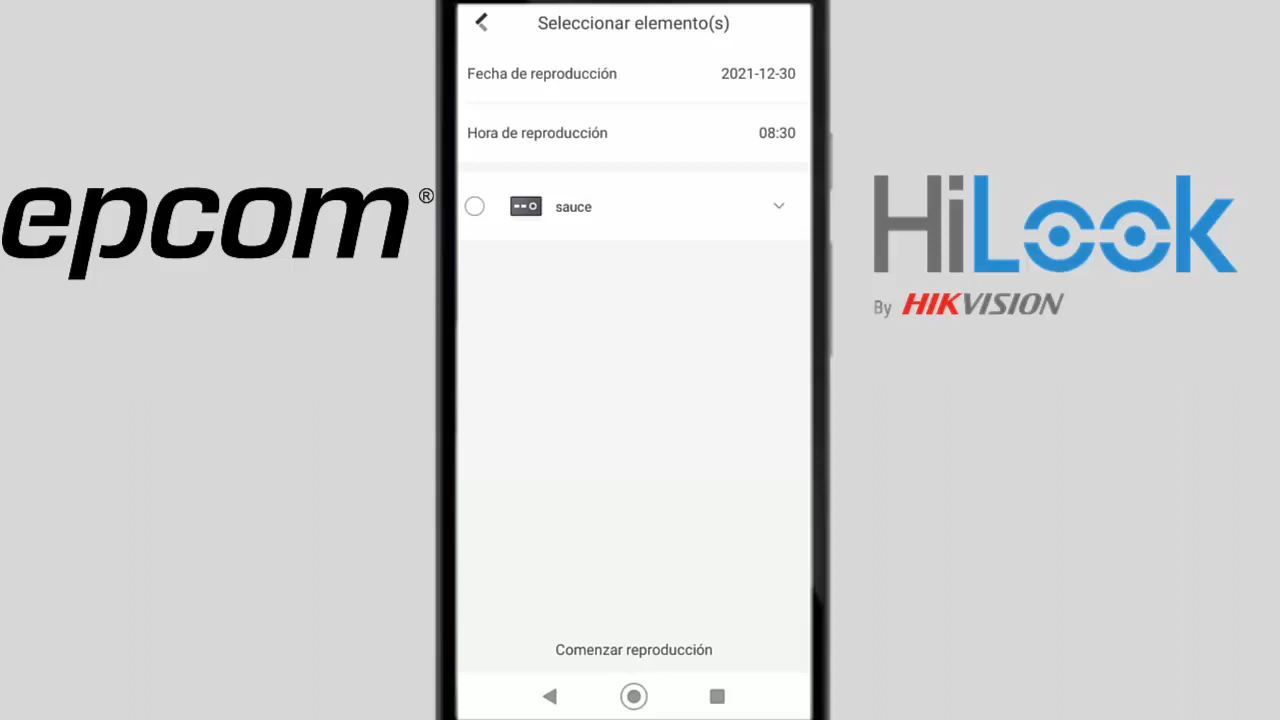 Seleccionar elemento(s)
Fecha de reproducción 2021-12-30
Hora de reproducción 08:30
sauce
Comenzar reproducción
epcom®
HiLook
By HIKVISION